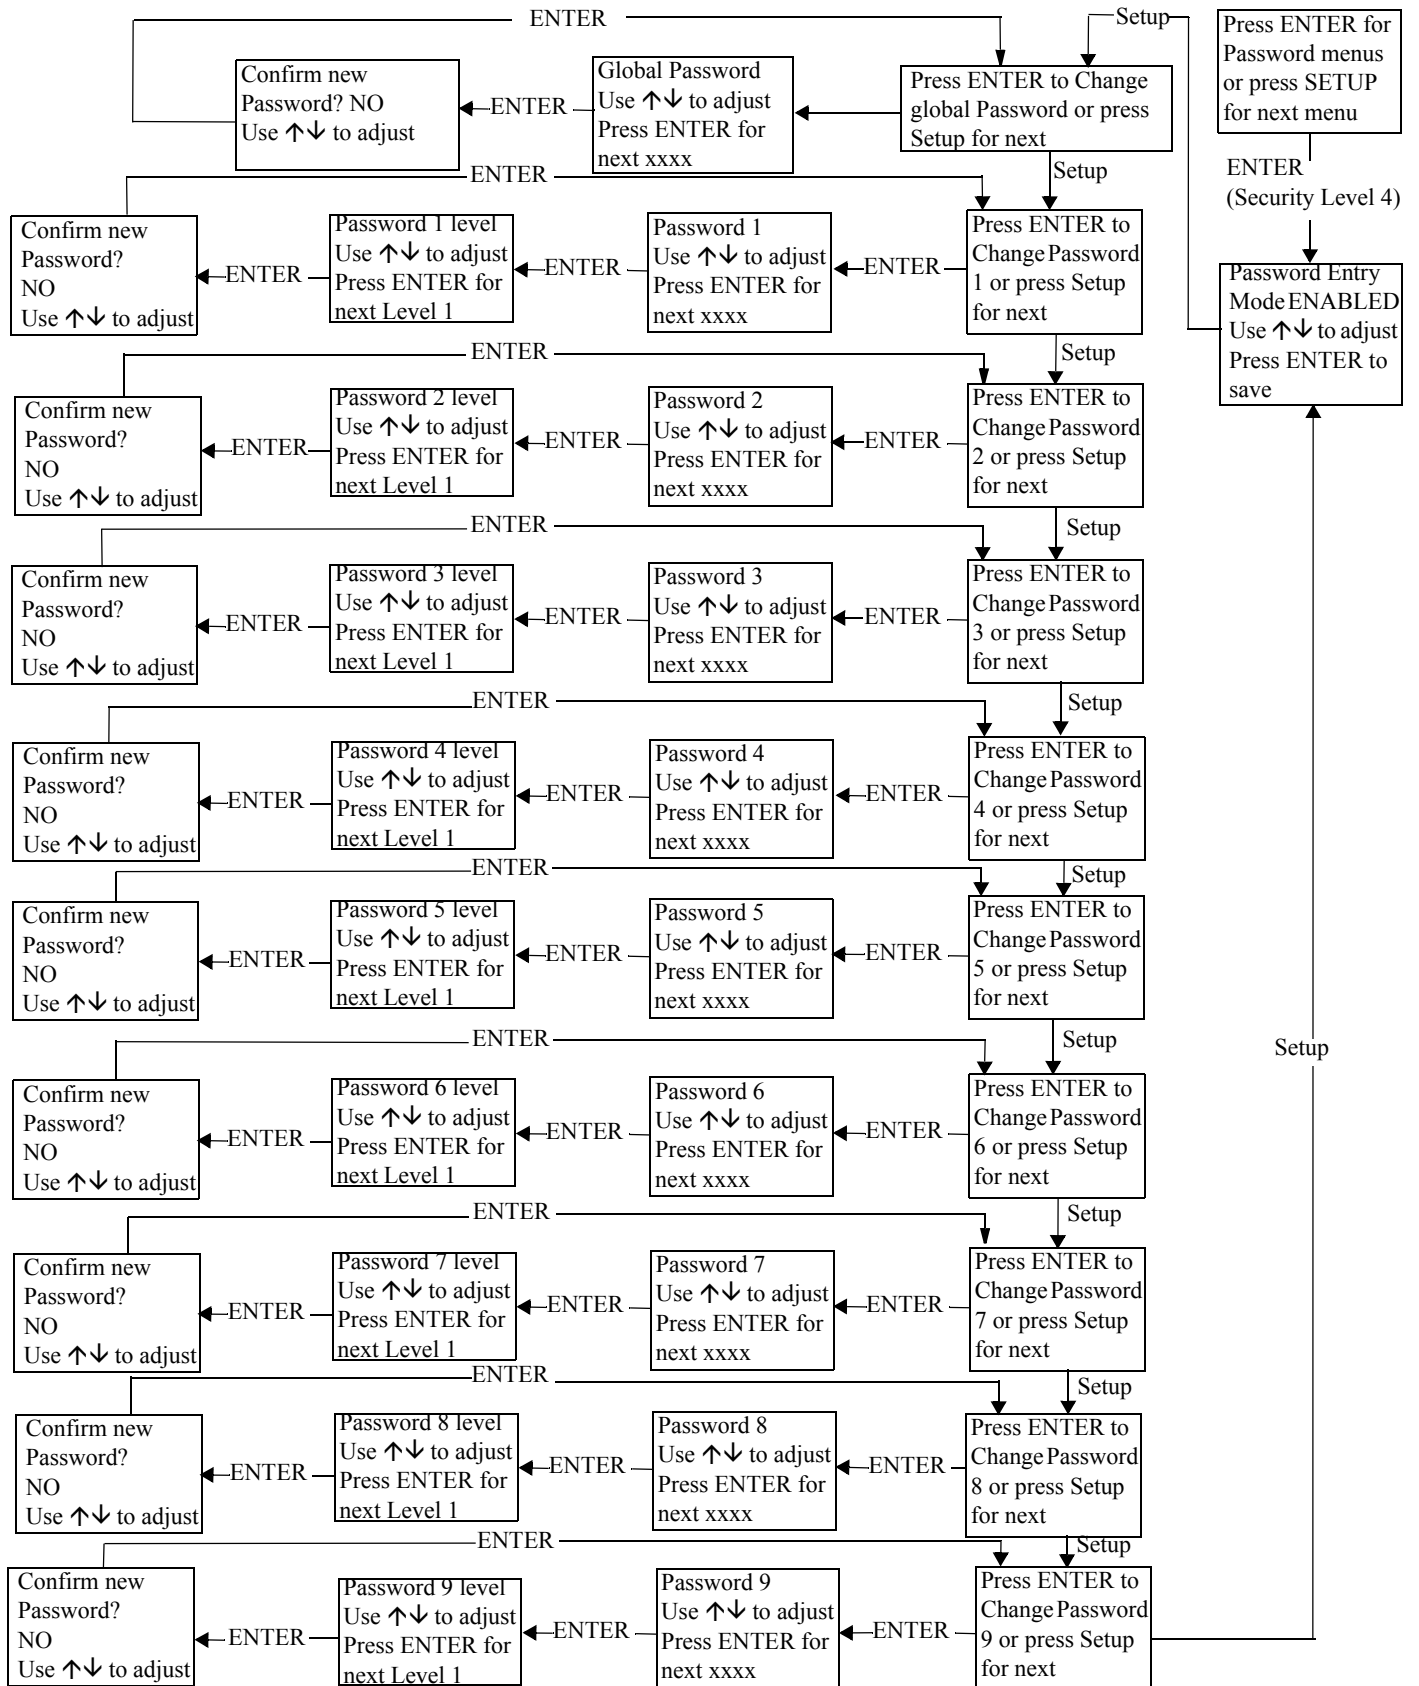 ENTER
Setup
Press ENTER for
Password menus
or press SETUP
for next menu
Confirm new
Password? NO
Use ↑↓ to adjust
ENTER
Global Password
Use ↑↓ to adjust
Press ENTER for
next xxxx
Press ENTER to Change
global Password or press
Setup for next
ENTER
(Security Level 4)
Password Entry
Mode ENABLED
Use ↑↓ to adjust
Press ENTER to
save
Setup
ENTER
Setup
Confirm new
Password?
NO
Use ↑↓ to adjust
ENTER
Password 1 level
Use ↑↓ to adjust
Press ENTER for
next Level 1
ENTER
Password 1
Use ↑↓ to adjust
Press ENTER for
next xxxx
ENTER
Press ENTER to
Change Password
1 or press Setup
for next
ENTER
Setup
Confirm new
Password?
NO
Use ↑↓ to adjust
ENTER
Password 2 level
Use ↑↓ to adjust
Press ENTER for
next Level 1
ENTER
Password 2
Use ↑↓ to adjust
Press ENTER for
next xxxx
ENTER
Press ENTER to
Change Password
2 or press Setup
for next
ENTER
Setup
Confirm new
Password?
NO
Use ↑↓ to adjust
ENTER
Password 3 level
Use ↑↓ to adjust
Press ENTER for
next Level 1
ENTER
Password 3
Use ↑↓ to adjust
Press ENTER for
next xxxx
ENTER
Press ENTER to
Change Password
3 or press Setup
for next
ENTER
Setup
Confirm new
Password?
NO
Use ↑↓ to adjust
ENTER
Password 4 level
Use ↑↓ to adjust
Press ENTER for
next Level 1
ENTER
Password 4
Use ↑↓ to adjust
Press ENTER for
next xxxx
ENTER
Press ENTER to
Change Password
4 or press Setup
for next
ENTER
Setup
Confirm new
Password?
NO
Use ↑↓ to adjust
ENTER
Password 5 level
Use ↑↓ to adjust
Press ENTER for
next Level 1
ENTER
Password 5
Use ↑↓ to adjust
Press ENTER for
next xxxx
ENTER
Press ENTER to
Change Password
5 or press Setup
for next
ENTER
Setup
Confirm new
Password?
NO
Use ↑↓ to adjust
ENTER
Password 6 level
Use ↑↓ to adjust
Press ENTER for
next Level 1
ENTER
Password 6
Use ↑↓ to adjust
Press ENTER for
next xxxx
ENTER
Press ENTER to
Change Password
6 or press Setup
for next
ENTER
Setup
Confirm new
Password?
NO
Use ↑↓ to adjust
ENTER
Password 7 level
Use ↑↓ to adjust
Press ENTER for
next Level 1
ENTER
Password 7
Use ↑↓ to adjust
Press ENTER for
next xxxx
ENTER
Press ENTER to
Change Password
7 or press Setup
for next
ENTER
Setup
Confirm new
Password?
NO
Use ↑↓ to adjust
ENTER
Password 8 level
Use ↑↓ to adjust
Press ENTER for
next Level 1
ENTER
Password 8
Use ↑↓ to adjust
Press ENTER for
next xxxx
ENTER
Press ENTER to
Change Password
8 or press Setup
for next
ENTER
Setup
Confirm new
Password?
NO
Use ↑↓ to adjust
ENTER
Password 9 level
Use ↑↓ to adjust
Press ENTER for
next Level 1
ENTER
Password 9
Use ↑↓ to adjust
Press ENTER for
next xxxx
ENTER
Press ENTER to
Change Password
9 or press Setup
for next
Setup